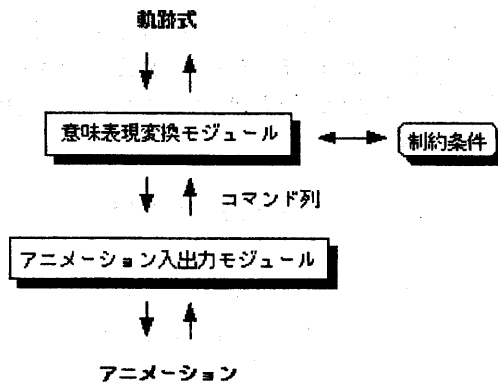 軌跡式
意味表現変換モジュール
制約条件
コマンド列
アニメーション入出力モジュール
アニメーション